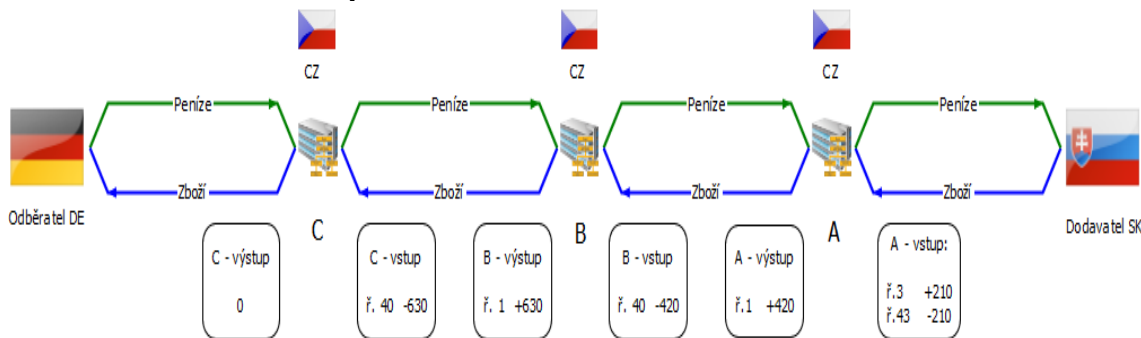 CZ
CZ
CZ
Peníze
Peníze
Peníze
Peníze
Zboží
Zboží
Zboží
Zboží
Odběratel DE
C
B
A
Dodavatel SK
C - výstup
0
C - vstup
ř. 40 -630
B - výstup
ř. 1 +630
B - vstup
ř. 40 -420
A - výstup
ř.1 +420
A - vstup:
ř.3 +210
ř.43 -210